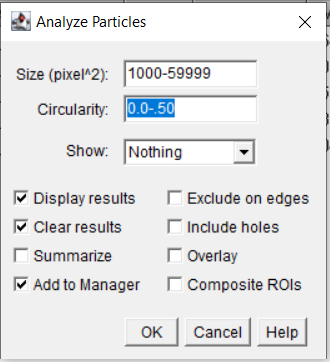 Analyze Particles
Size (pixel^2): 1000-59999
Circularity: 0.0-.50
Show: Nothing
Display results Exclude on edges
Clear results Include holes
Summarize Overlay
Add to Manager Composite ROIs
OK Cancel Help